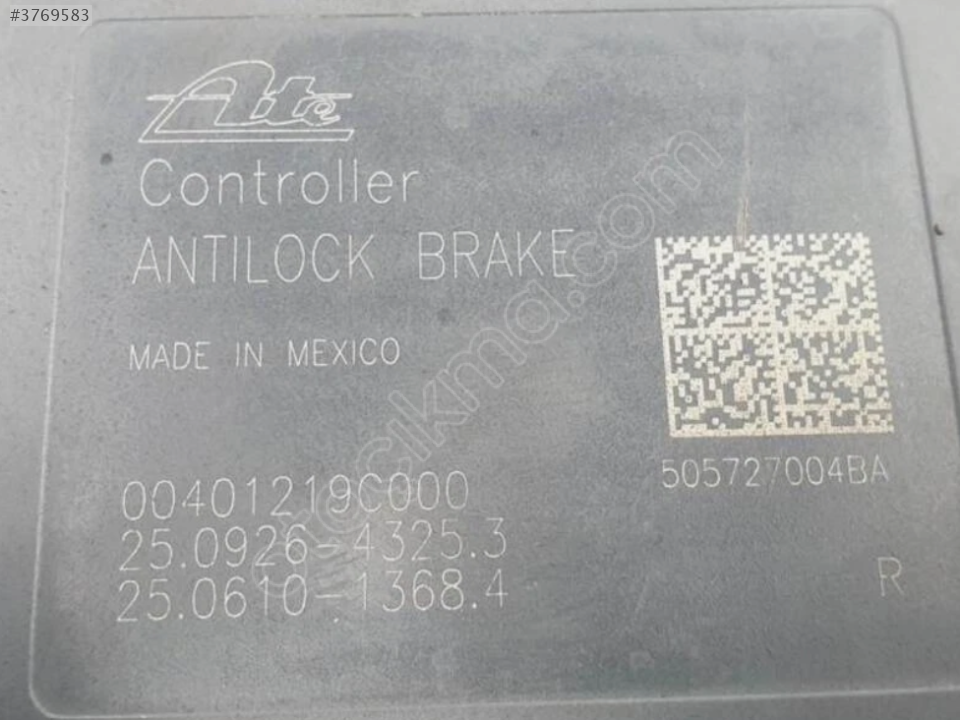 #3769583
Ate
Controller
ANTILOCK BRAKE
MADE IN MEXICO
505727004BA
00401219C000
25.0926-4325.3
25.0610-1368.4
R